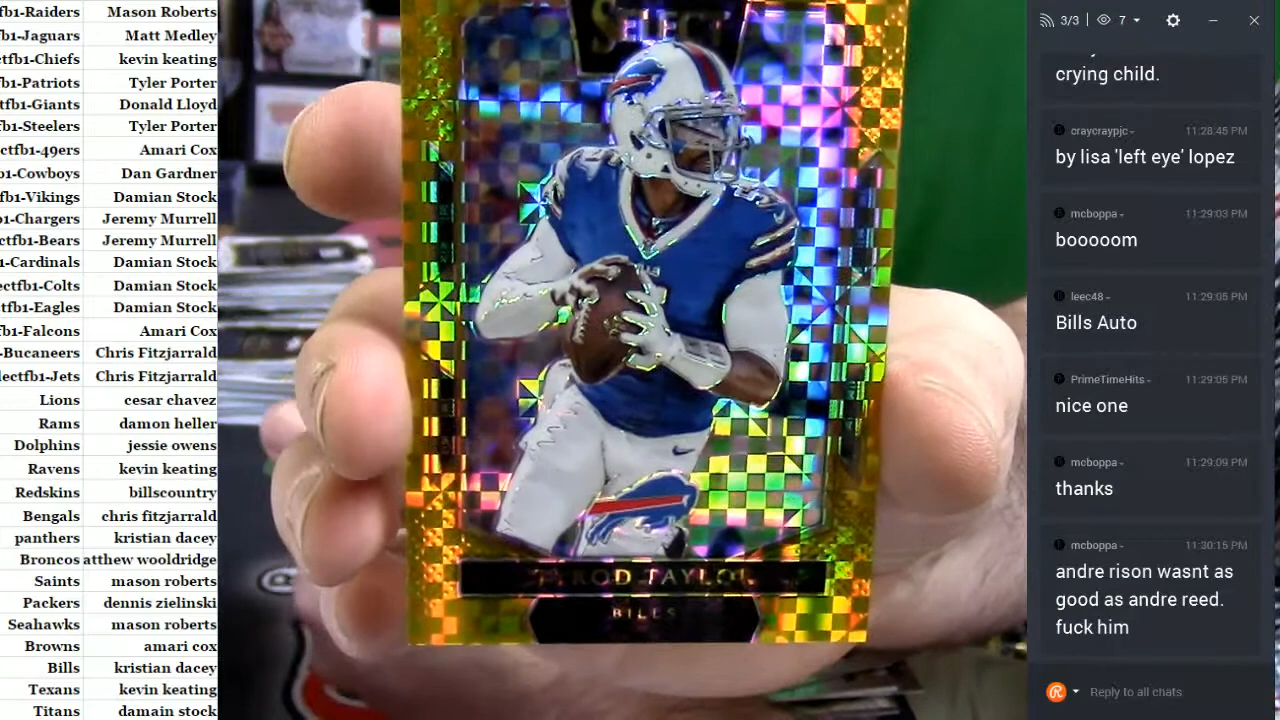 fb1-Raiders Mason Roberts
fb1-Jaguars Matt Medley
ctfb1-Chiefs kevin keating
fb1-Patriots Tyler Porter
ctfb1-Giants Donald Lloyd
fb1-Steelers Tyler Porter
ctfb1-49ers Amari Cox
b1-Cowboys Dan Gardner
fb1-Vikings Damian Stock
b1-Chargers Jeremy Murrell
ctfb1-Bears Jeremy Murrell
1-Cardinals Damian Stock
ectfb1-Colts Damian Stock
tfb1-Eagles Damian Stock
fb1-Falcons Amari Cox
-Bucaneers Chris Fitzjarrald
lectfb1-Jets Chris Fitzjarrald
Lions cesar chavez
Rams damon heller
Dolphins jessie owens
Ravens kevin keating
Redskins billscountry
Bengals chris fitzjarrald
panthers kristian dacey
Broncos atthew wooldridge
Saints mason roberts
Packers dennis zielinski
Seahawks mason roberts
Browns amari cox
Bills kristian dacey
Texans kevin keating
Titans damain stock
SELECT
TYROD TAYLOR
BILLS
3/3 7
crying child.
craycraypjc 11:28:45 PM
by lisa 'left eye' lopez
mcboppa 11:29:03 PM
booooom
leec48 11:29:05 PM
Bills Auto
PrimeTimeHits 11:29:05 PM
nice one
mcboppa 11:29:09 PM
thanks
mcboppa 11:30:15 PM
andre rison wasnt as
good as andre reed.
fuck him
Reply to all chats